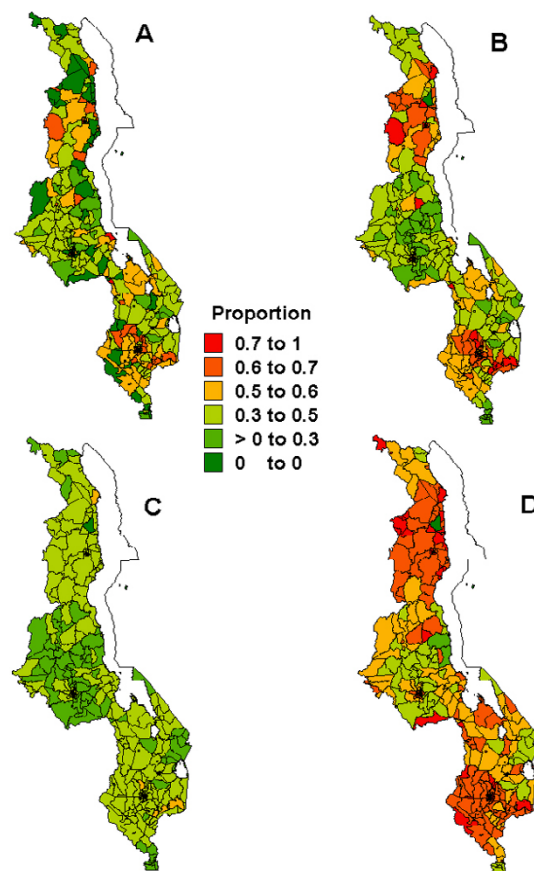 A
B
Proportion
0.7 to 1
0.6 to 0.7
0.5 to 0.6
0.3 to 0.5
> 0 to 0.3
0 to 0
C
D